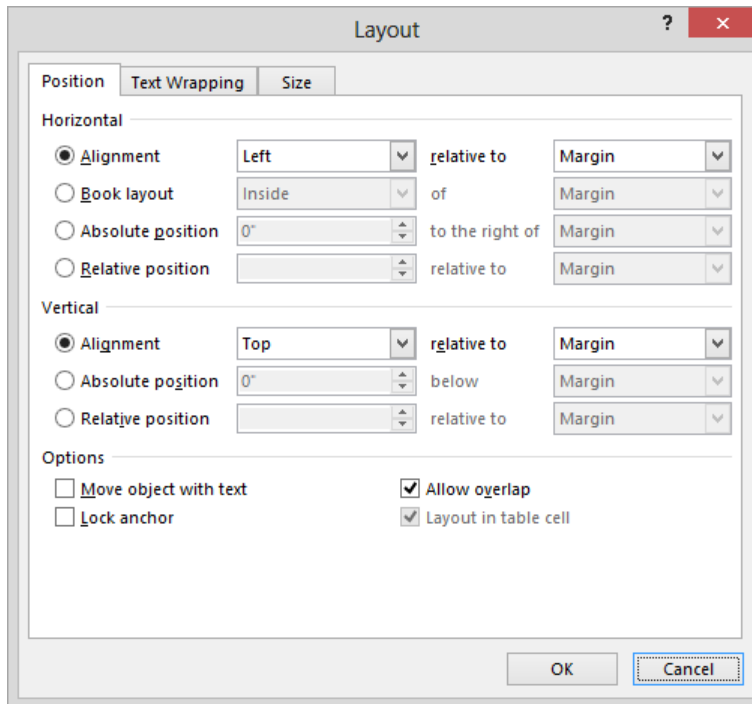 Layout ? ×
Position Text Wrapping Size
Horizontal
Alignment Left relative to Margin
Book layout Inside of Margin
Absolute position 0" to the right of Margin
Relative position relative to Margin
Vertical
Alignment Top relative to Margin
Absolute position 0" below Margin
Relative position relative to Margin
Options
Move object with text Allow overlap
Lock anchor Layout in table cell
OK Cancel